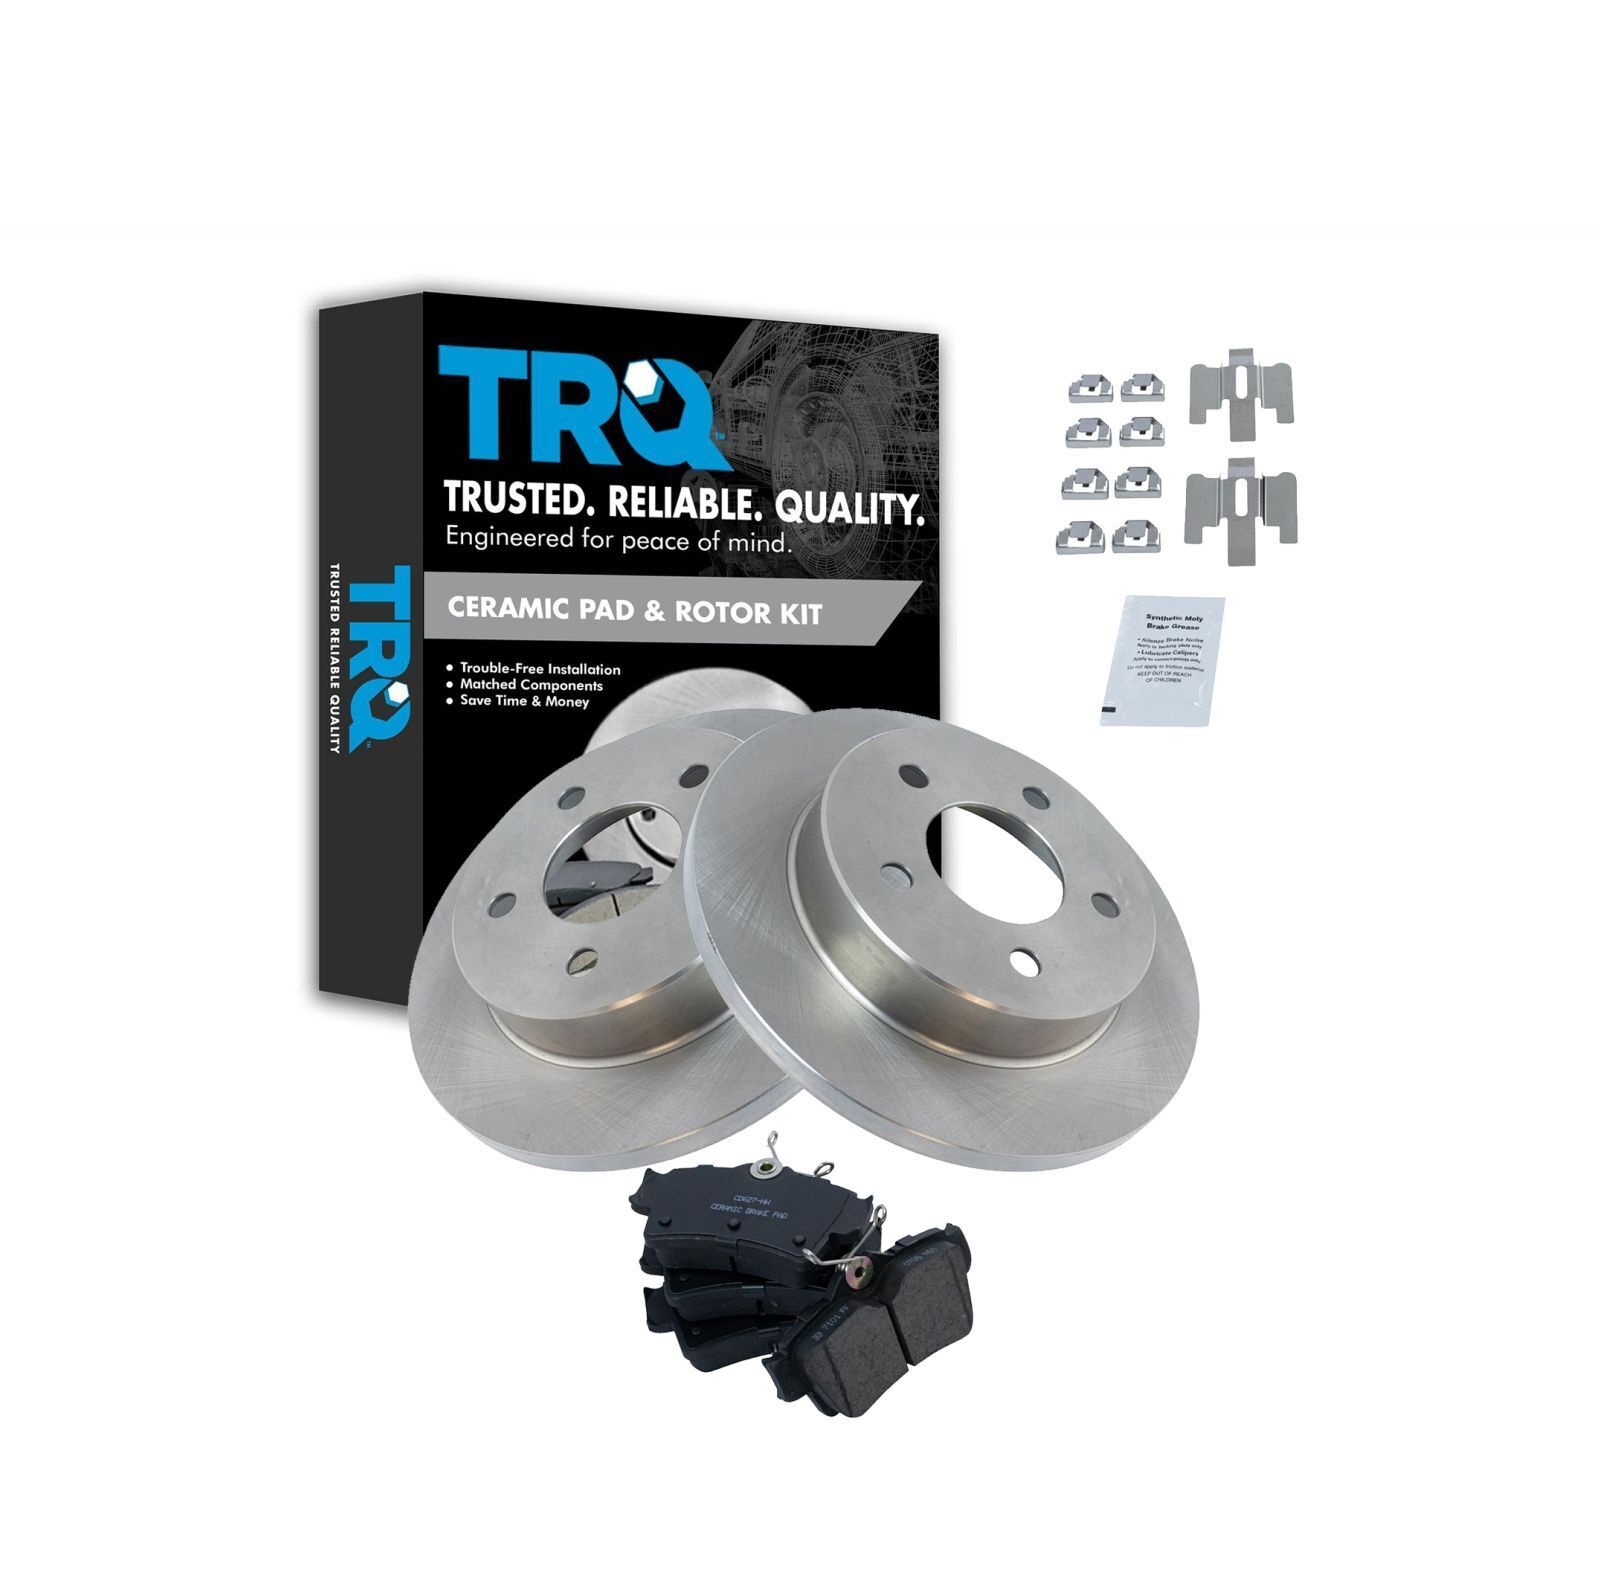 TRQ™
TRUSTED. RELIABLE. QUALITY.
Engineered for peace of mind.
CERAMIC PAD & ROTOR KIT
• Trouble-Free Installation
• Matched Components
• Save Time & Money
TRQ™
TRUSTED RELIABLE QUALITY
Synthetic Moly
Brake Grease
• Silence Brake Noise
Apply to backing plate only
• Lubricate Calipers
Apply to contact points only
Do not apply to friction material
KEEP OUT OF REACH
OF CHILDREN
CD627-HW
CERAMIC BRAKE PAD
7101 FF